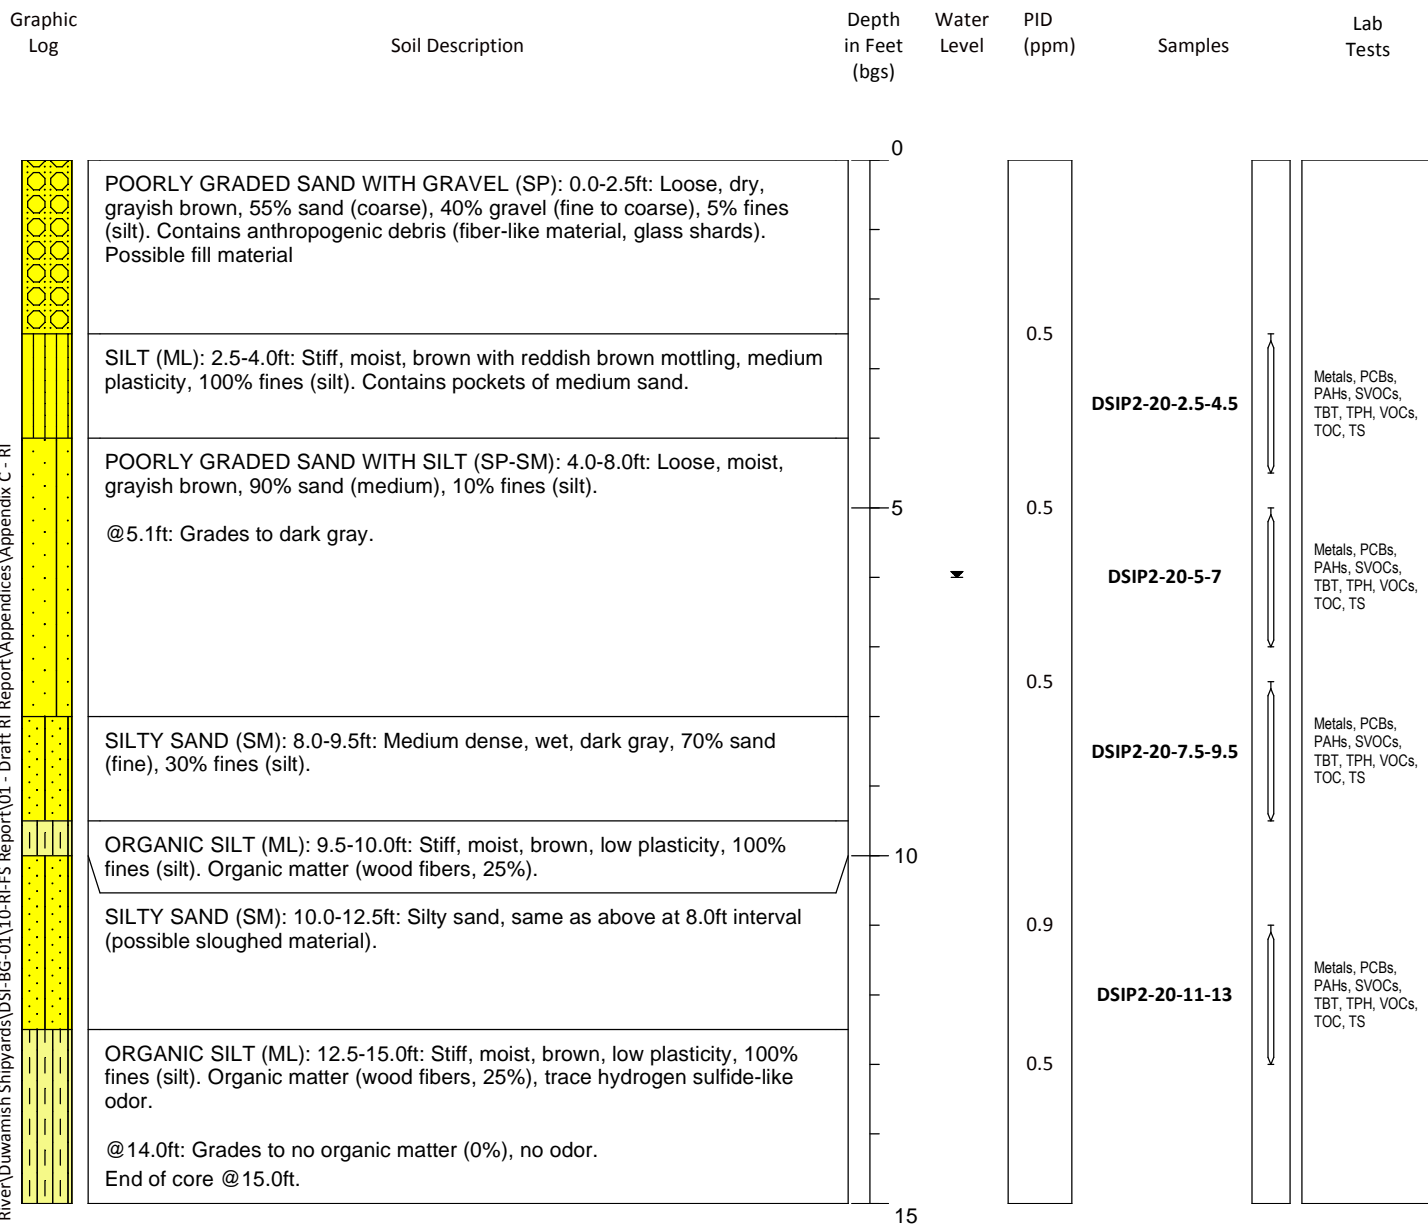 Graphic
Log
Soil Description
Depth
in Feet
(bgs)
Water
Level
PID
(ppm)
Samples
Lab
Tests
0
POORLY GRADED SAND WITH GRAVEL (SP): 0.0-2.5ft: Loose, dry,
grayish brown, 55% sand (coarse), 40% gravel (fine to coarse), 5% fines
(silt). Contains anthropogenic debris (fiber-like material, glass shards).
Possible fill material
0.5
SILT (ML): 2.5-4.0ft: Stiff, moist, brown with reddish brown mottling, medium
plasticity, 100% fines (silt). Contains pockets of medium sand.
DSIP2-20-2.5-4.5
Metals, PCBs,
PAHs, SVOCs,
TBT, TPH, VOCs,
TOC, TS
POORLY GRADED SAND WITH SILT (SP-SM): 4.0-8.0ft: Loose, moist,
grayish brown, 90% sand (medium), 10% fines (silt).
@5.1ft: Grades to dark gray.
5
0.5
DSIP2-20-5-7
Metals, PCBs,
PAHs, SVOCs,
TBT, TPH, VOCs,
TOC, TS
0.5
SILTY SAND (SM): 8.0-9.5ft: Medium dense, wet, dark gray, 70% sand
(fine), 30% fines (silt).
DSIP2-20-7.5-9.5
Metals, PCBs,
PAHs, SVOCs,
TBT, TPH, VOCs,
TOC, TS
ORGANIC SILT (ML): 9.5-10.0ft: Stiff, moist, brown, low plasticity, 100%
fines (silt). Organic matter (wood fibers, 25%).
10
SILTY SAND (SM): 10.0-12.5ft: Silty sand, same as above at 8.0ft interval
(possible sloughed material).
0.9
DSIP2-20-11-13
Metals, PCBs,
PAHs, SVOCs,
TBT, TPH, VOCs,
TOC, TS
ORGANIC SILT (ML): 12.5-15.0ft: Stiff, moist, brown, low plasticity, 100%
fines (silt). Organic matter (wood fibers, 25%), trace hydrogen sulfide-like
odor.
0.5
@14.0ft: Grades to no organic matter (0%), no odor.
End of core @15.0ft.
15
River\Duwamish Shipyards\DSI-BG-01\10-RI-FS Report\01 - Draft RI Report\Appendices\Appendix C - RI